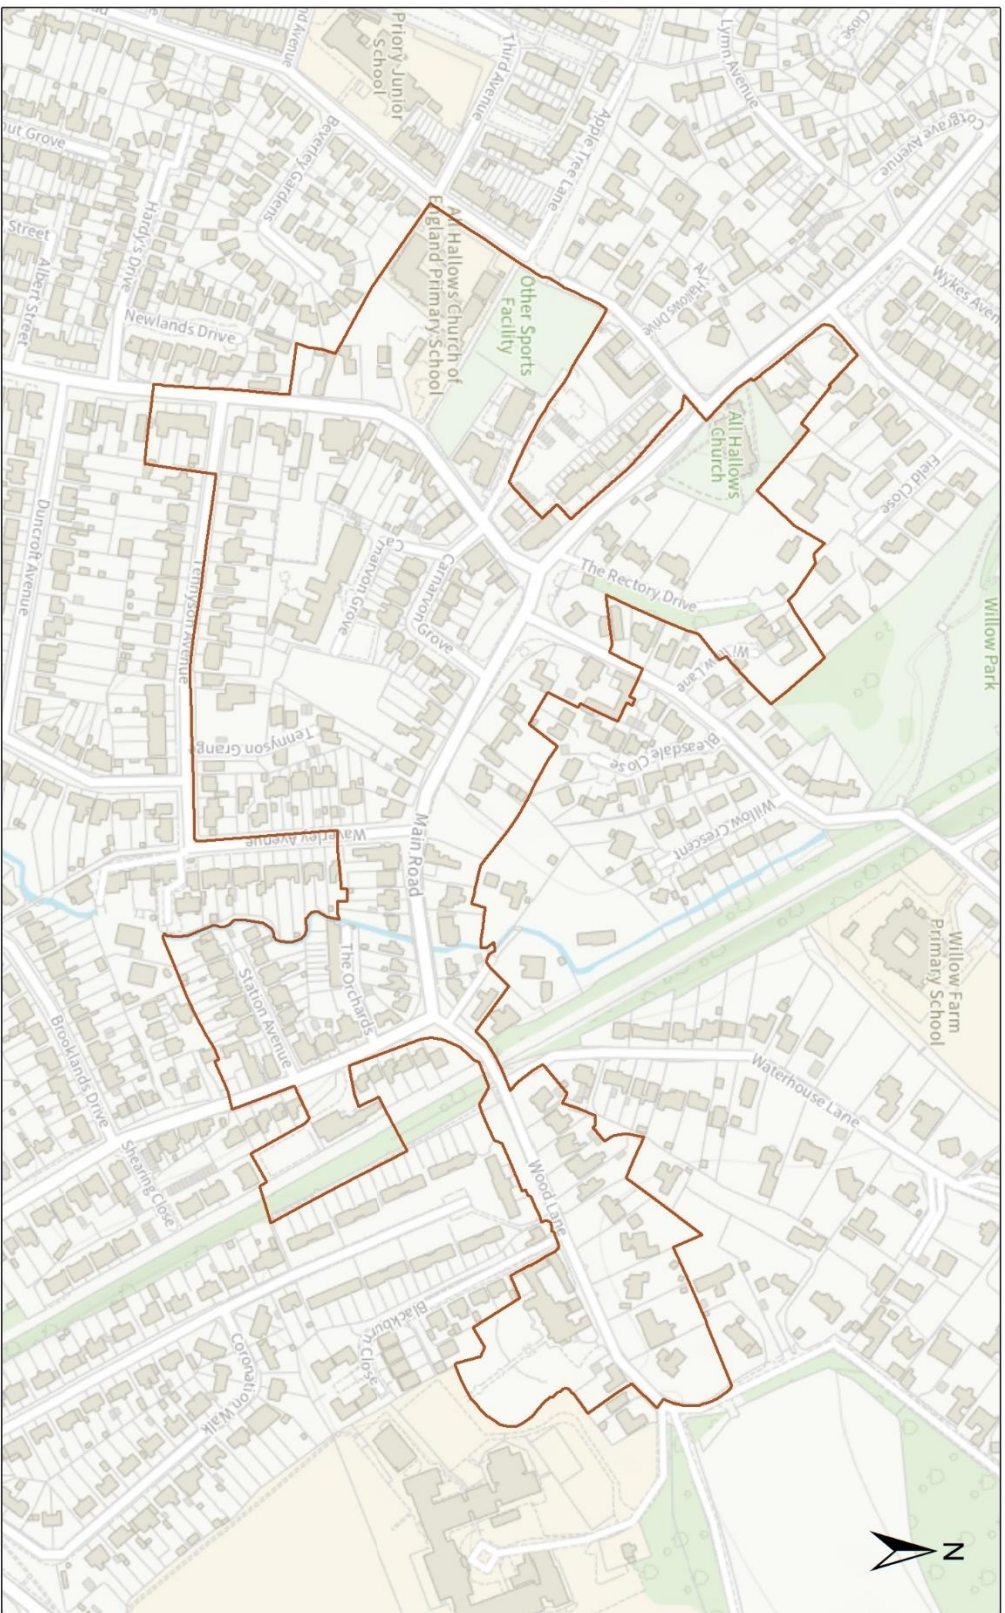 Priory Junior
School
Third Avenue
Lynn Avenue
Close
Cotgrave Avenue
Apple Tree Lane
Beverley Gardens
Hardy's Drive
Street
Albert Street
Newlands Drive
All Hallows Church of
England Primary School
Other Sports
Facility
All Hallows Drive
All Hallows
Church
Field Close
Willow Park
Duncroft Avenue
Tennyson Avenue
Carnarvon Grove
Carnarvon Grove
The Rectory Drive
Willow Lane
Tennyson Grange
Bleasdale Close
Willow Crescent
Waverley Avenue
Main Road
Willow Farm
Primary School
The Orchards
Station Avenue
Brooklands Drive
Shearing Close
Waterhouse Lane
Wood Lane
Blackbury Close
Coronation Walk
N